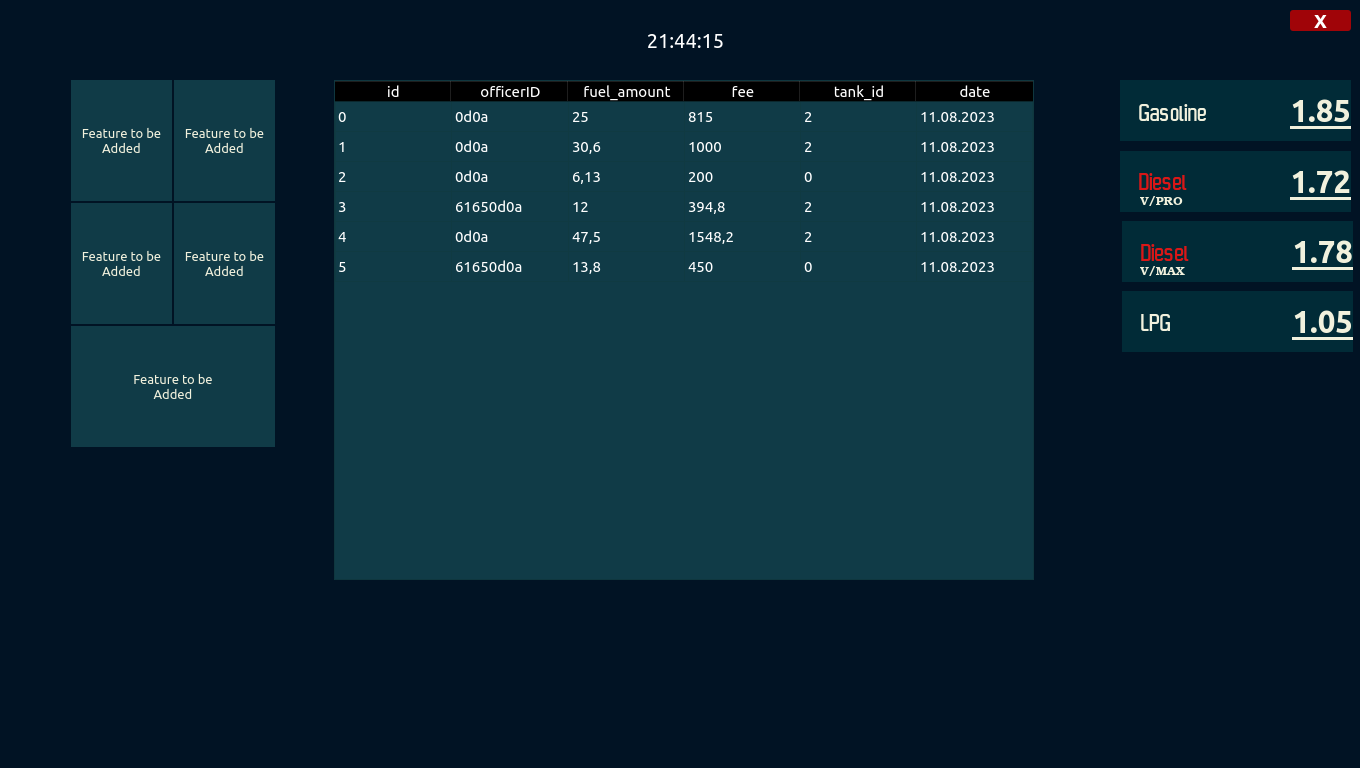 X
21:44:15
Feature to be
Added
Feature to be
Added
Feature to be
Added
Feature to be
Added
Feature to be
Added
id officerID fuel_amount fee tank_id date
0 0d0a 25 815 2 11.08.2023
1 0d0a 30,6 1000 2 11.08.2023
2 0d0a 6,13 200 0 11.08.2023
3 61650d0a 12 394,8 2 11.08.2023
4 0d0a 47,5 1548,2 2 11.08.2023
5 61650d0a 13,8 450 0 11.08.2023
Gasoline 1.85
Diesel 1.72
V/PRO
Diesel 1.78
V/MAX
LPG 1.05